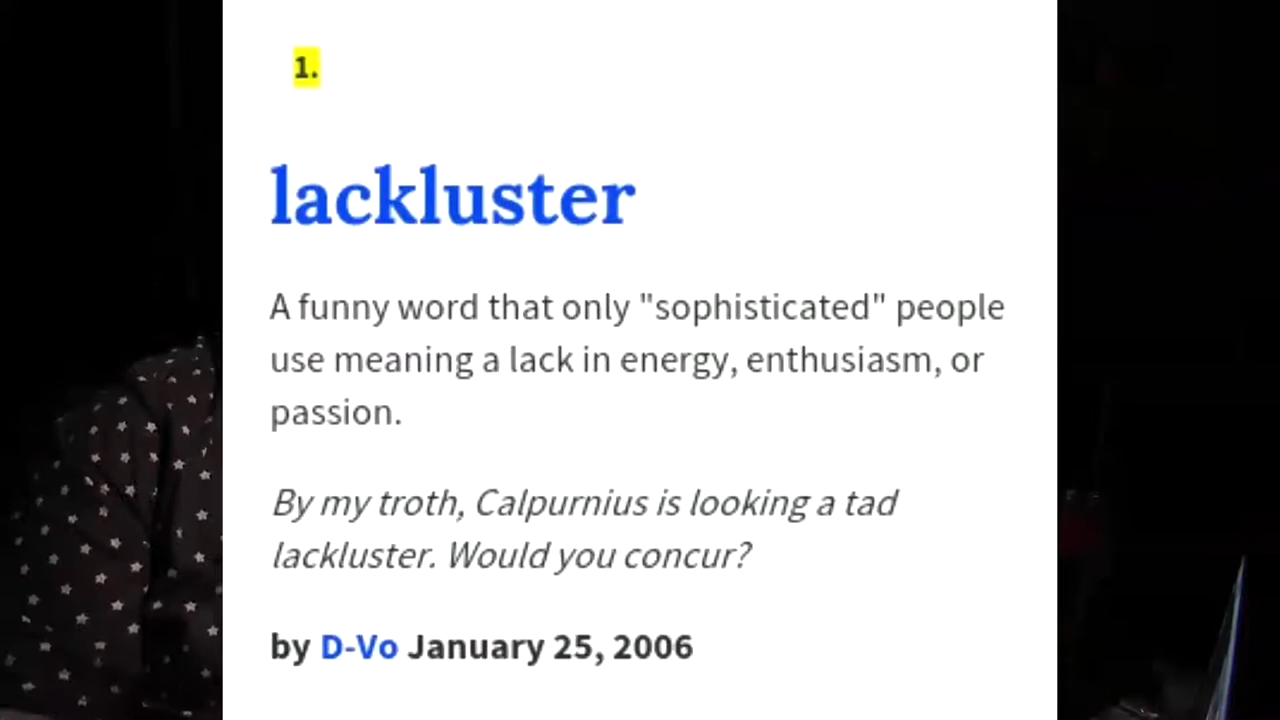 1.
lackluster
A funny word that only "sophisticated" people
use meaning a lack in energy, enthusiasm, or
passion.
By my troth, Calpurnius is looking a tad
lackluster. Would you concur?
by D-Vo January 25, 2006